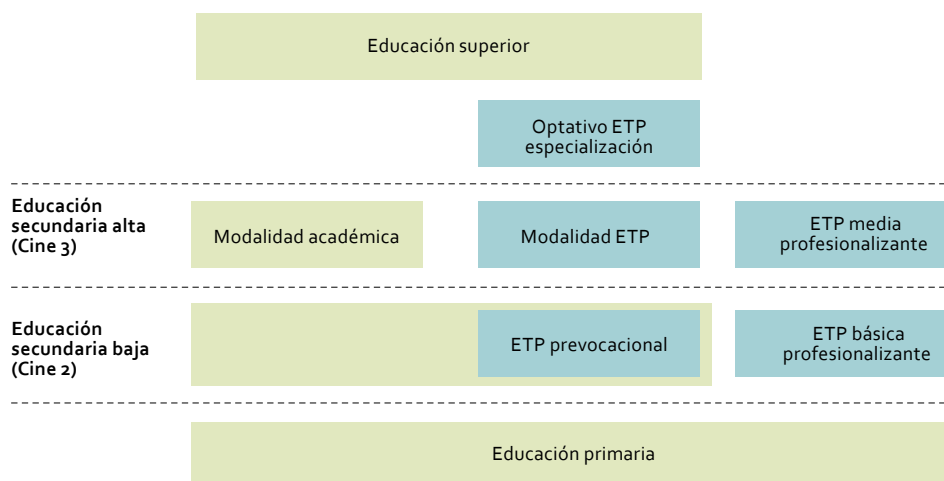 Educación superior
Optativo ETP
especialización
Educación
secundaria alta
(Cine 3)
Modalidad académica
Modalidad ETP
ETP media
profesionalizante
Educación
secundaria baja
(Cine 2)
ETP prevocacional
ETP básica
profesionalizante
Educación primaria